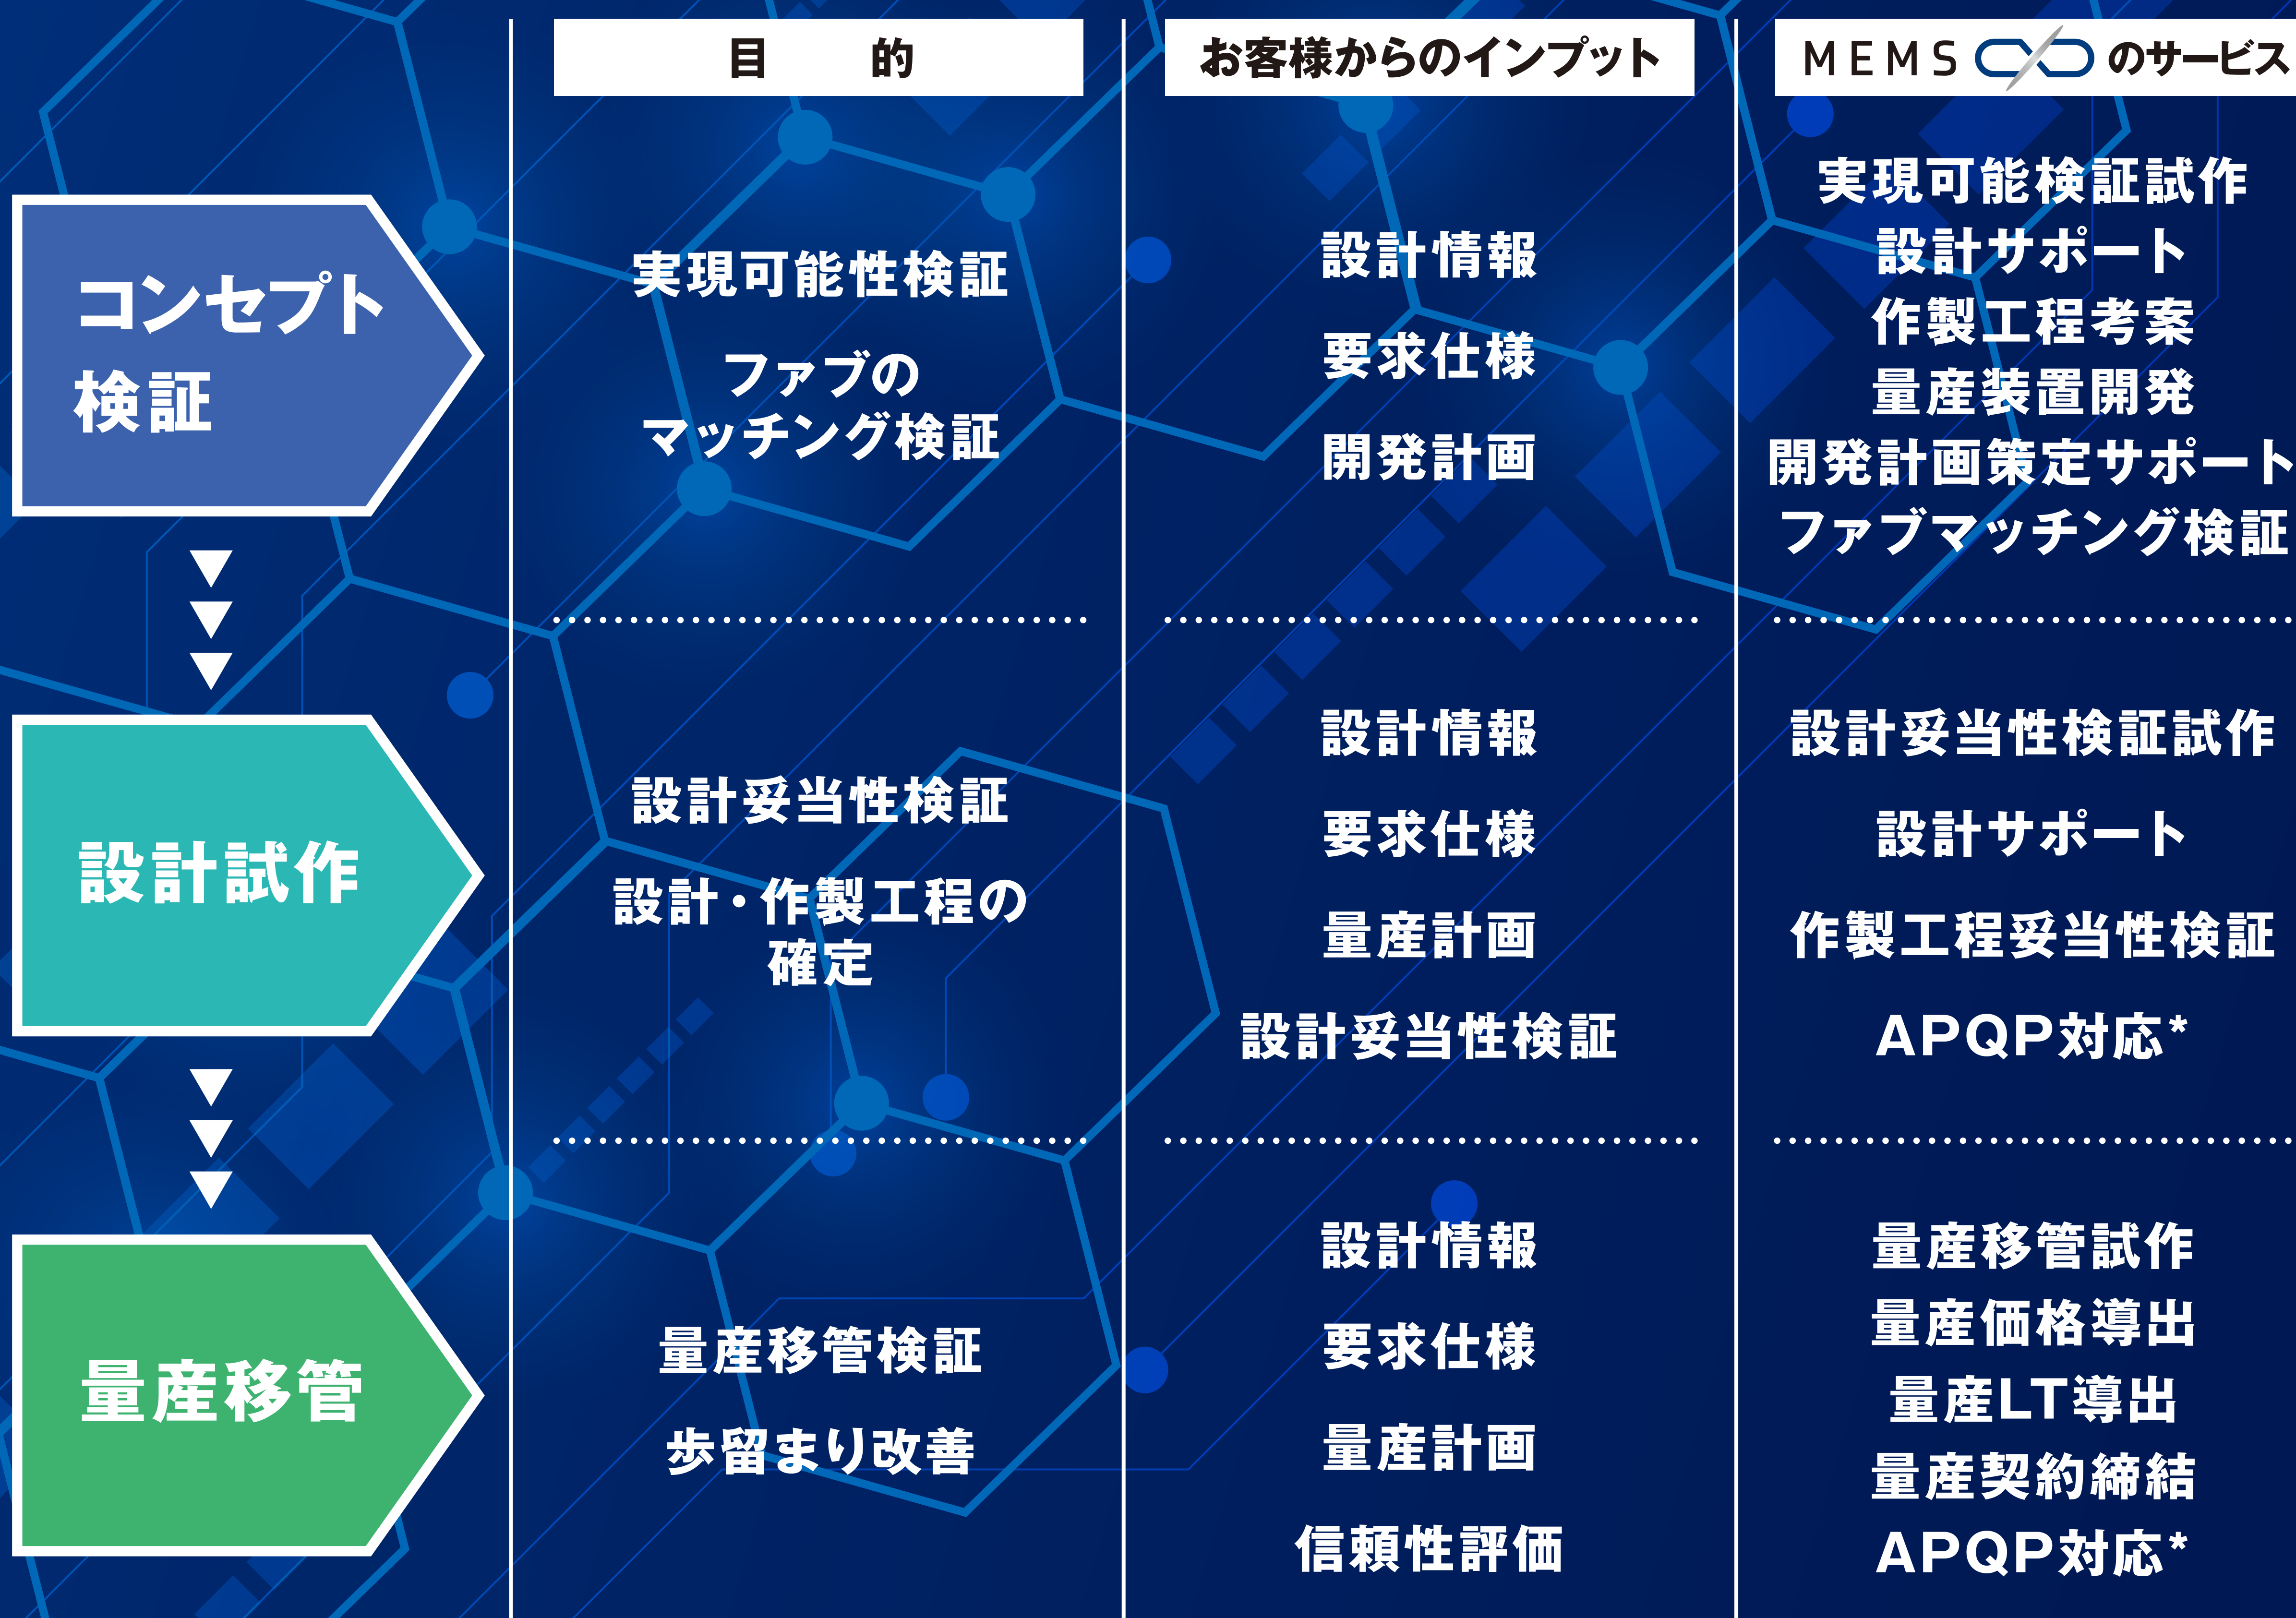 目 的
お客様からのインプット
MEMS のサービス
コンセプト
検証
実現可能性検証
ファブの
マッチング検証
設計情報
要求仕様
開発計画
実現可能検証試作
設計サポート
作製工程考案
量産装置開発
開発計画策定サポート
ファブマッチング検証
設計試作
設計妥当性検証
設計・作製工程の
確定
設計情報
要求仕様
量産計画
設計妥当性検証
設計妥当性検証試作
設計サポート
作製工程妥当性検証
APQP対応*
量産移管
量産移管検証
歩留まり改善
設計情報
要求仕様
量産計画
信頼性評価
量産移管試作
量産価格導出
量産LT導出
量産契約締結
APQP対応*